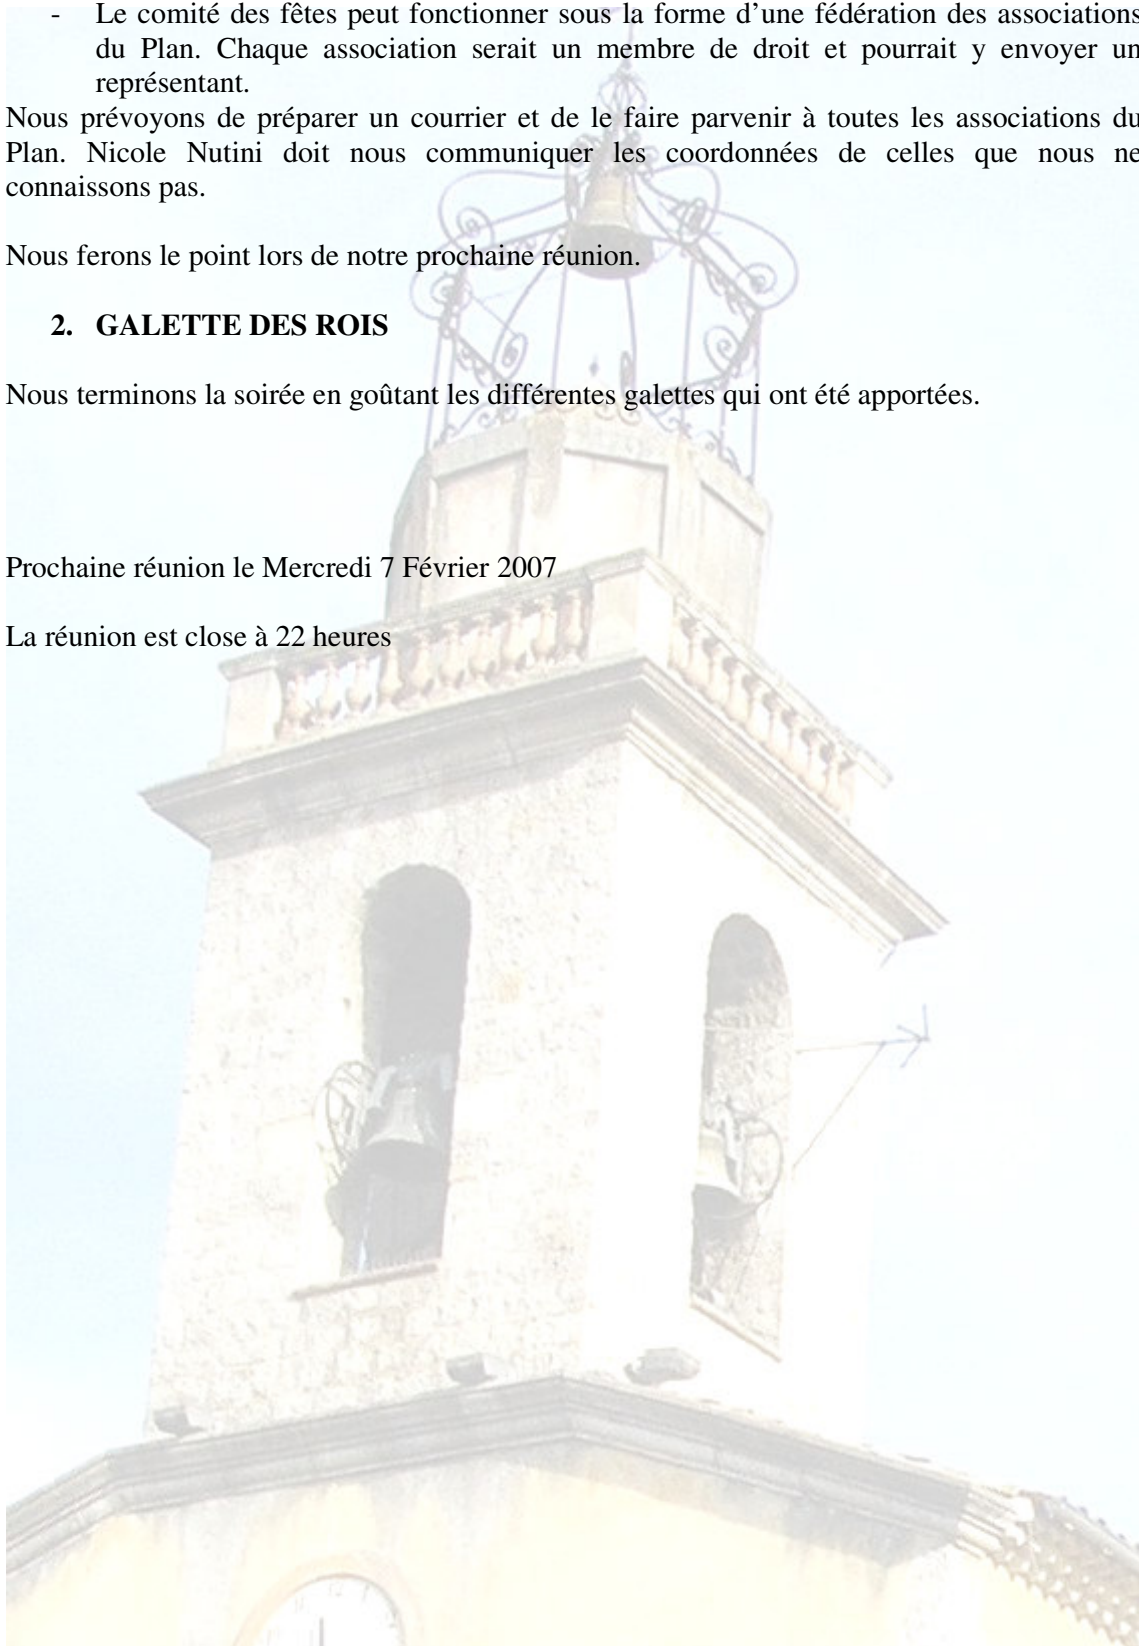 - Le comité des fêtes peut fonctionner sous la forme d’une fédération des associations
du Plan. Chaque association serait un membre de droit et pourrait y envoyer un
représentant.
Nous prévoyons de préparer un courrier et de le faire parvenir à toutes les associations du
Plan. Nicole Nutini doit nous communiquer les coordonnées de celles que nous ne
connaissons pas.
Nous ferons le point lors de notre prochaine réunion.
2. GALETTE DES ROIS
Nous terminons la soirée en goûtant les différentes galettes qui ont été apportées.
Prochaine réunion le Mercredi 7 Février 2007
La réunion est close à 22 heures